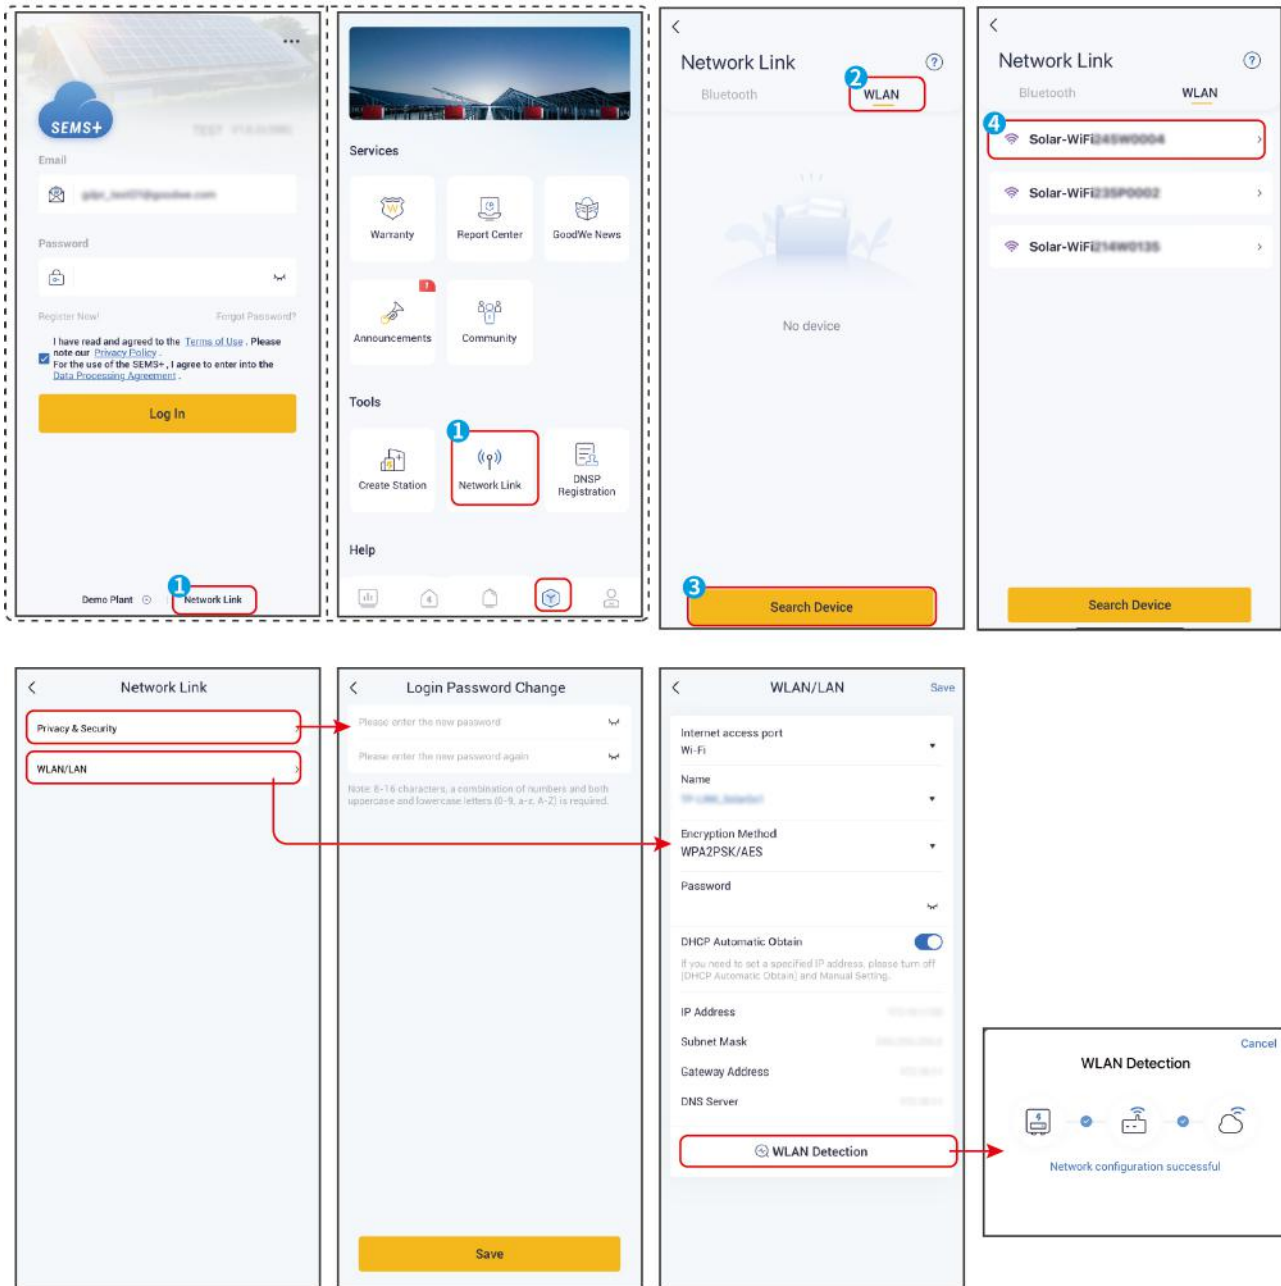 SEMS+
Email
Password
Register Now!
Forgot Password?
I have read and agreed to the Terms of Use . Please
note our Privacy Policy .
For the use of the SEMS+, I agree to enter into the
Data Processing Agreement .
Log In
1
Demo Plant
Network Link
Services
W
Warranty
Report Center
GoodWe News
!
Announcements
Community
Tools
1
Create Station
Network Link
DNSP
Registration
Help
Network Link
?
2
Bluetooth
WLAN
No device
3
Search Device
Network Link
?
Bluetooth
WLAN
4
Solar-WiFi
Solar-WiFi
Solar-WiFi
Search Device
Network Link
Privacy & Security
WLAN/LAN
Login Password Change
Please enter the new password
Please enter the new password again
Note: 8-16 characters, a combination of numbers and both
uppercase and lowercase letters (0-9, a-z, A-Z) is required.
Save
WLAN/LAN
Save
Internet access port
Wi-Fi
Name
Encryption Method
WPA2PSK/AES
Password
DHCP Automatic Obtain
If you need to set a specified IP address, please turn off
[DHCP Automatic Obtain] and Manual Setting.
IP Address
Subnet Mask
Gateway Address
DNS Server
WLAN Detection
Cancel
WLAN Detection
Network configuration successful